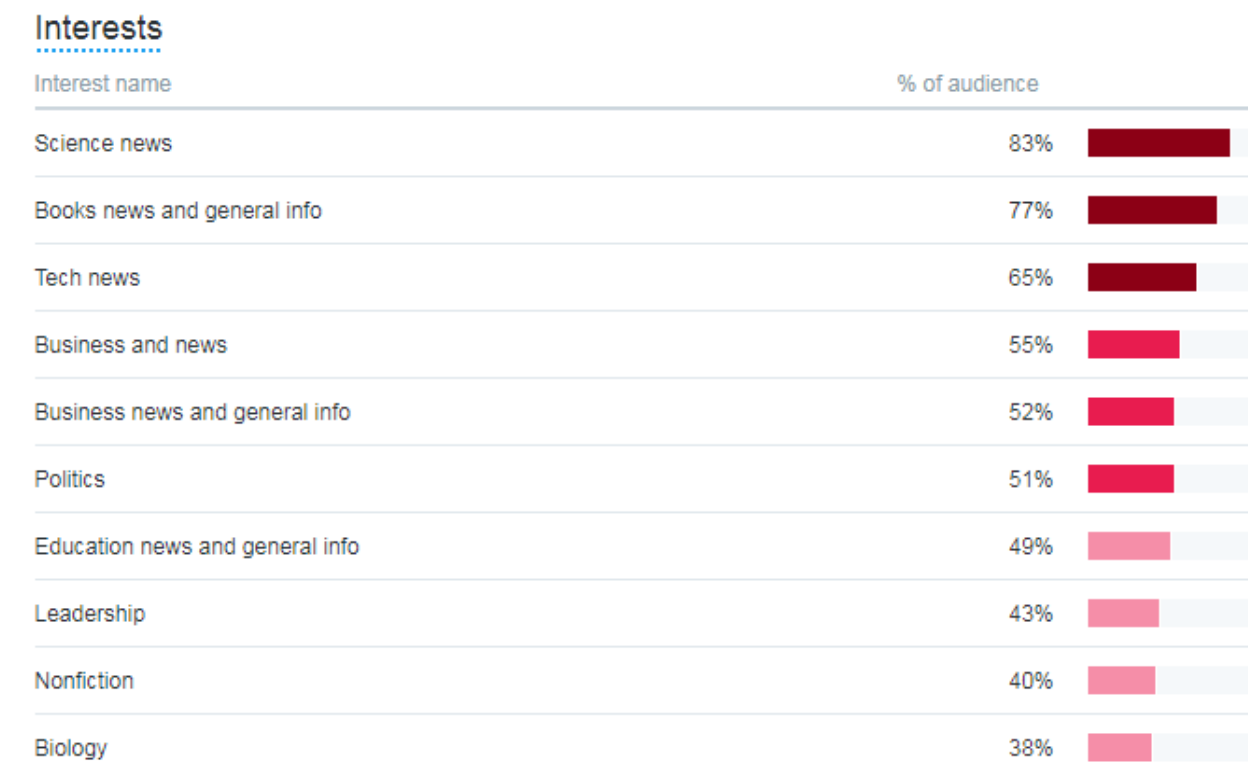 Interests
Interest name % of audience
Science news 83%
Books news and general info 77%
Tech news 65%
Business and news 55%
Business news and general info 52%
Politics 51%
Education news and general info 49%
Leadership 43%
Nonfiction 40%
Biology 38%